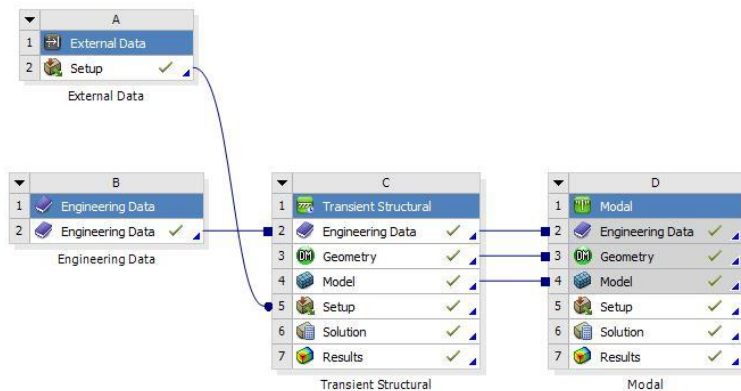 A
1 External Data
2 Setup
External Data
B
1 Engineering Data
2 Engineering Data
Engineering Data
C
1 Transient Structural
2 Engineering Data
3 DM Geometry
4 Model
5 Setup
6 Solution
7 Results
Transient Structural
D
1 Modal
2 Engineering Data
3 DM Geometry
4 Model
5 Setup
6 Solution
7 Results
Modal